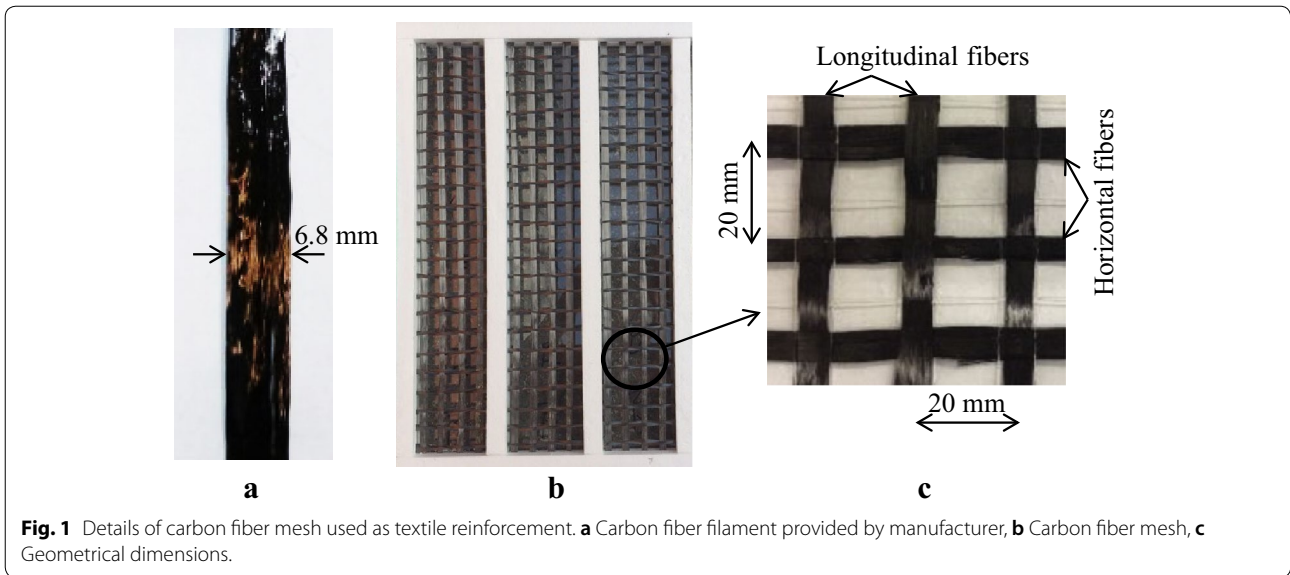 6.8 mm
Longitudinal fibers
20 mm
Horizontal fibers
20 mm
a
b
c
Fig. 1 Details of carbon fiber mesh used as textile reinforcement. a Carbon fiber filament provided by manufacturer, b Carbon fiber mesh, c
Geometrical dimensions.